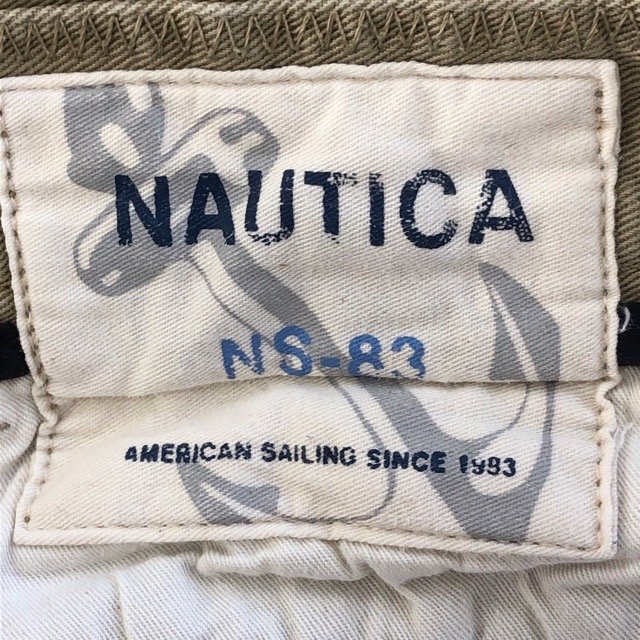 NAUTICA
NS-83
AMERICAN SAILING SINCE 1983